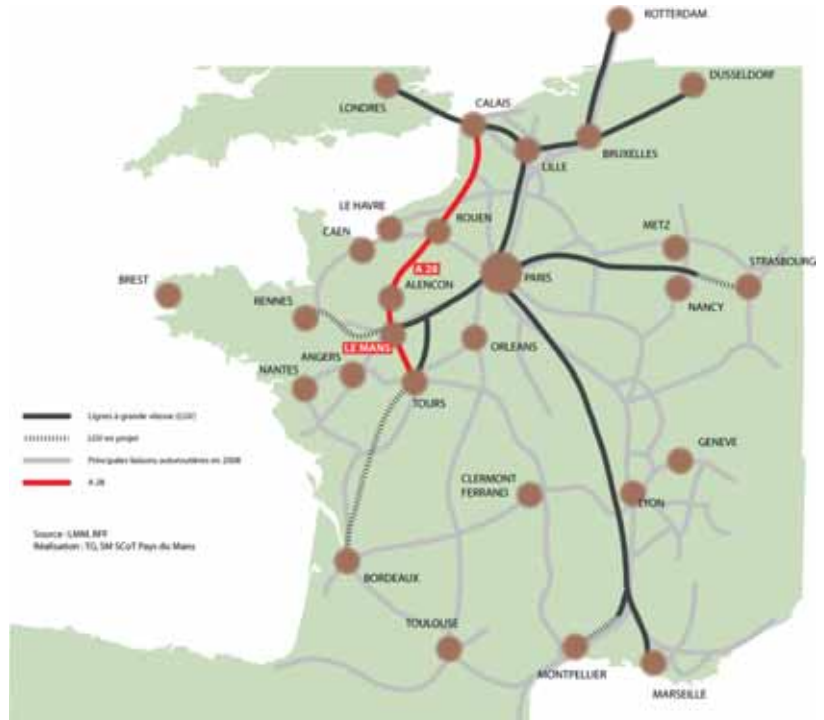 ROTTERDAM
DUSSELDORF
LONDRES
CALAIS
BRUXELLES
LILLE
LE HAVRE
ROUEN
CAEN
METZ
STRASBOURG
A 28
BREST
ALENCON
PARIS
RENNES
NANCY
LE MANS
ANGERS
ORLEANS
NANTES
TOURS
Lignes à grande vitesse (LGV)
LGV en projet
Principales liaisons autoroutières en 2008
A 28
GENEVE
CLERMONT
FERRAND
LYON
Source : LMM, RFF
Réalisation : TG, SM SCoT Pays du Mans
BORDEAUX
TOULOUSE
MONTPELLIER
MARSEILLE